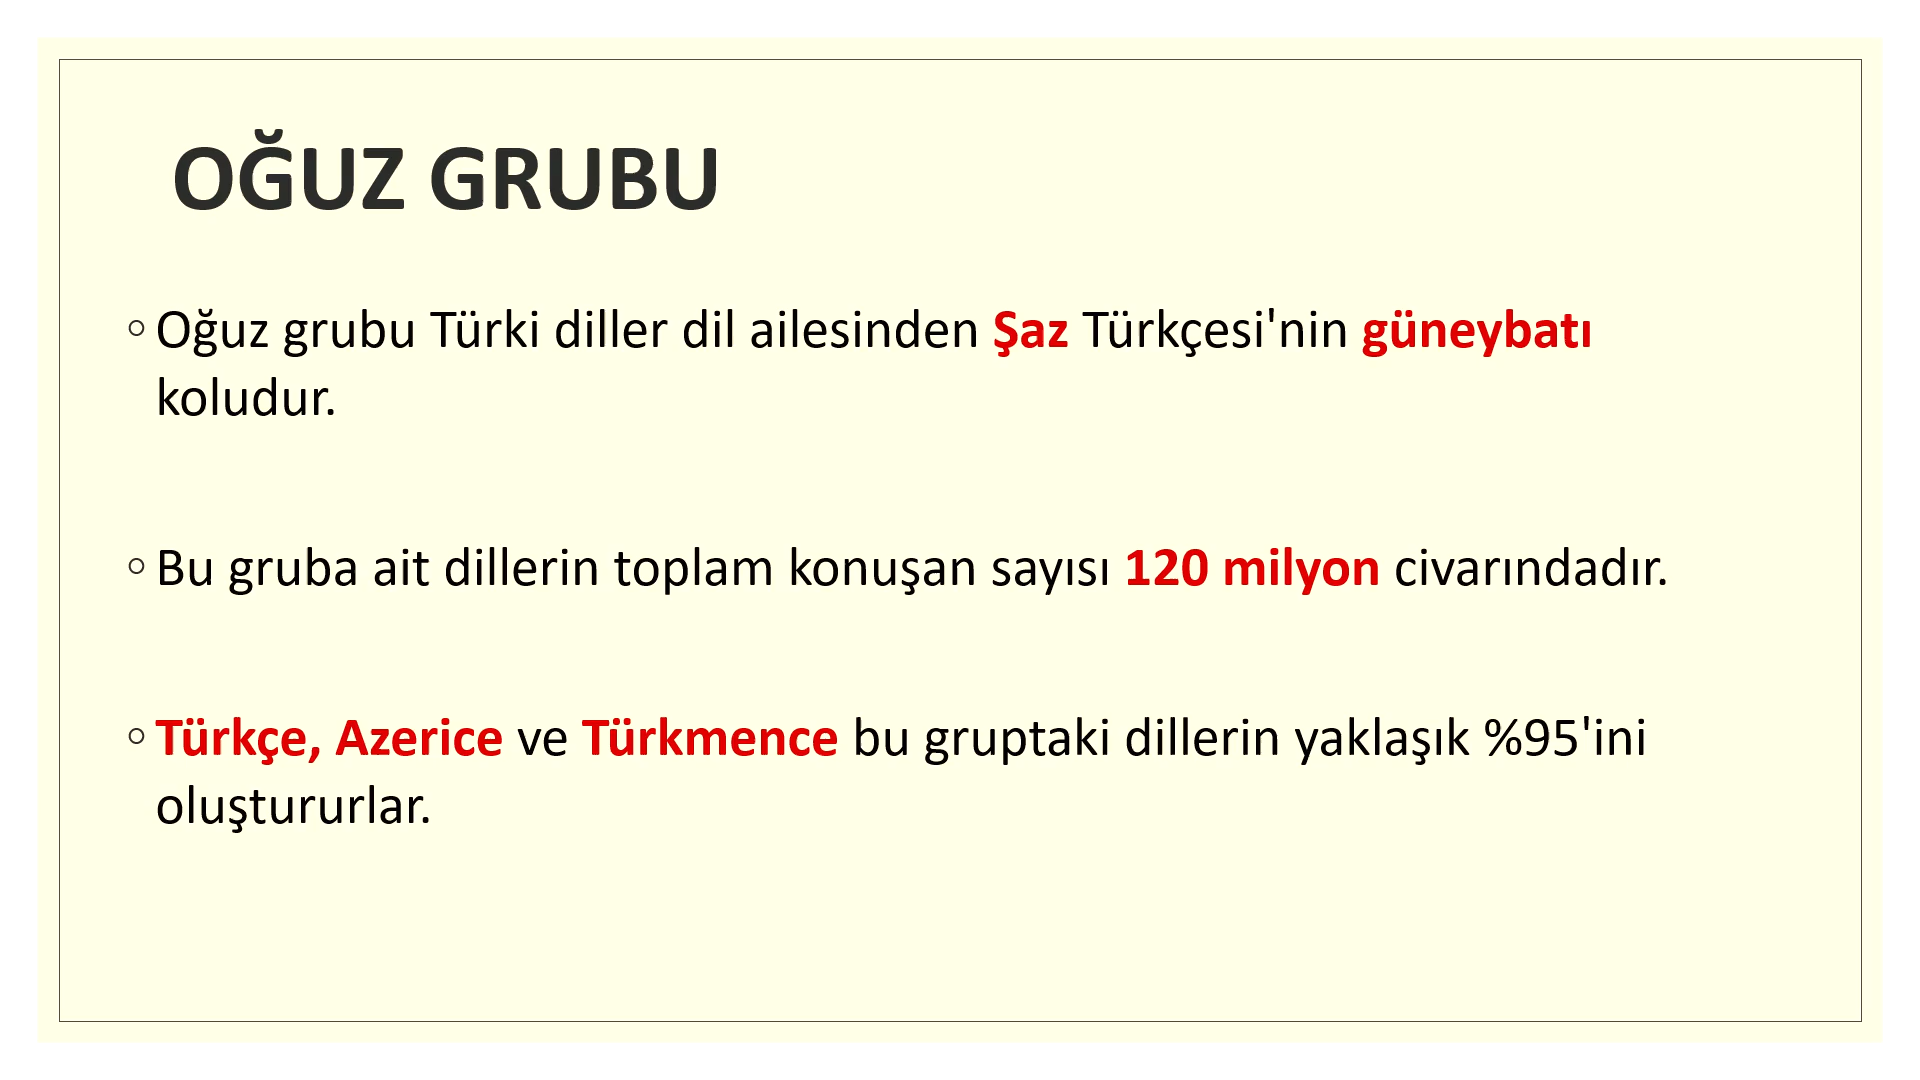 OĞUZ GRUBU
◦ Oğuz grubu Türki diller dil ailesinden Şaz Türkçesi'nin güneybatı
koludur.
◦ Bu gruba ait dillerin toplam konuşan sayısı 120 milyon civarındadır.
◦ Türkçe, Azerice ve Türkmence bu gruptaki dillerin yaklaşık %95'ini
oluştururlar.